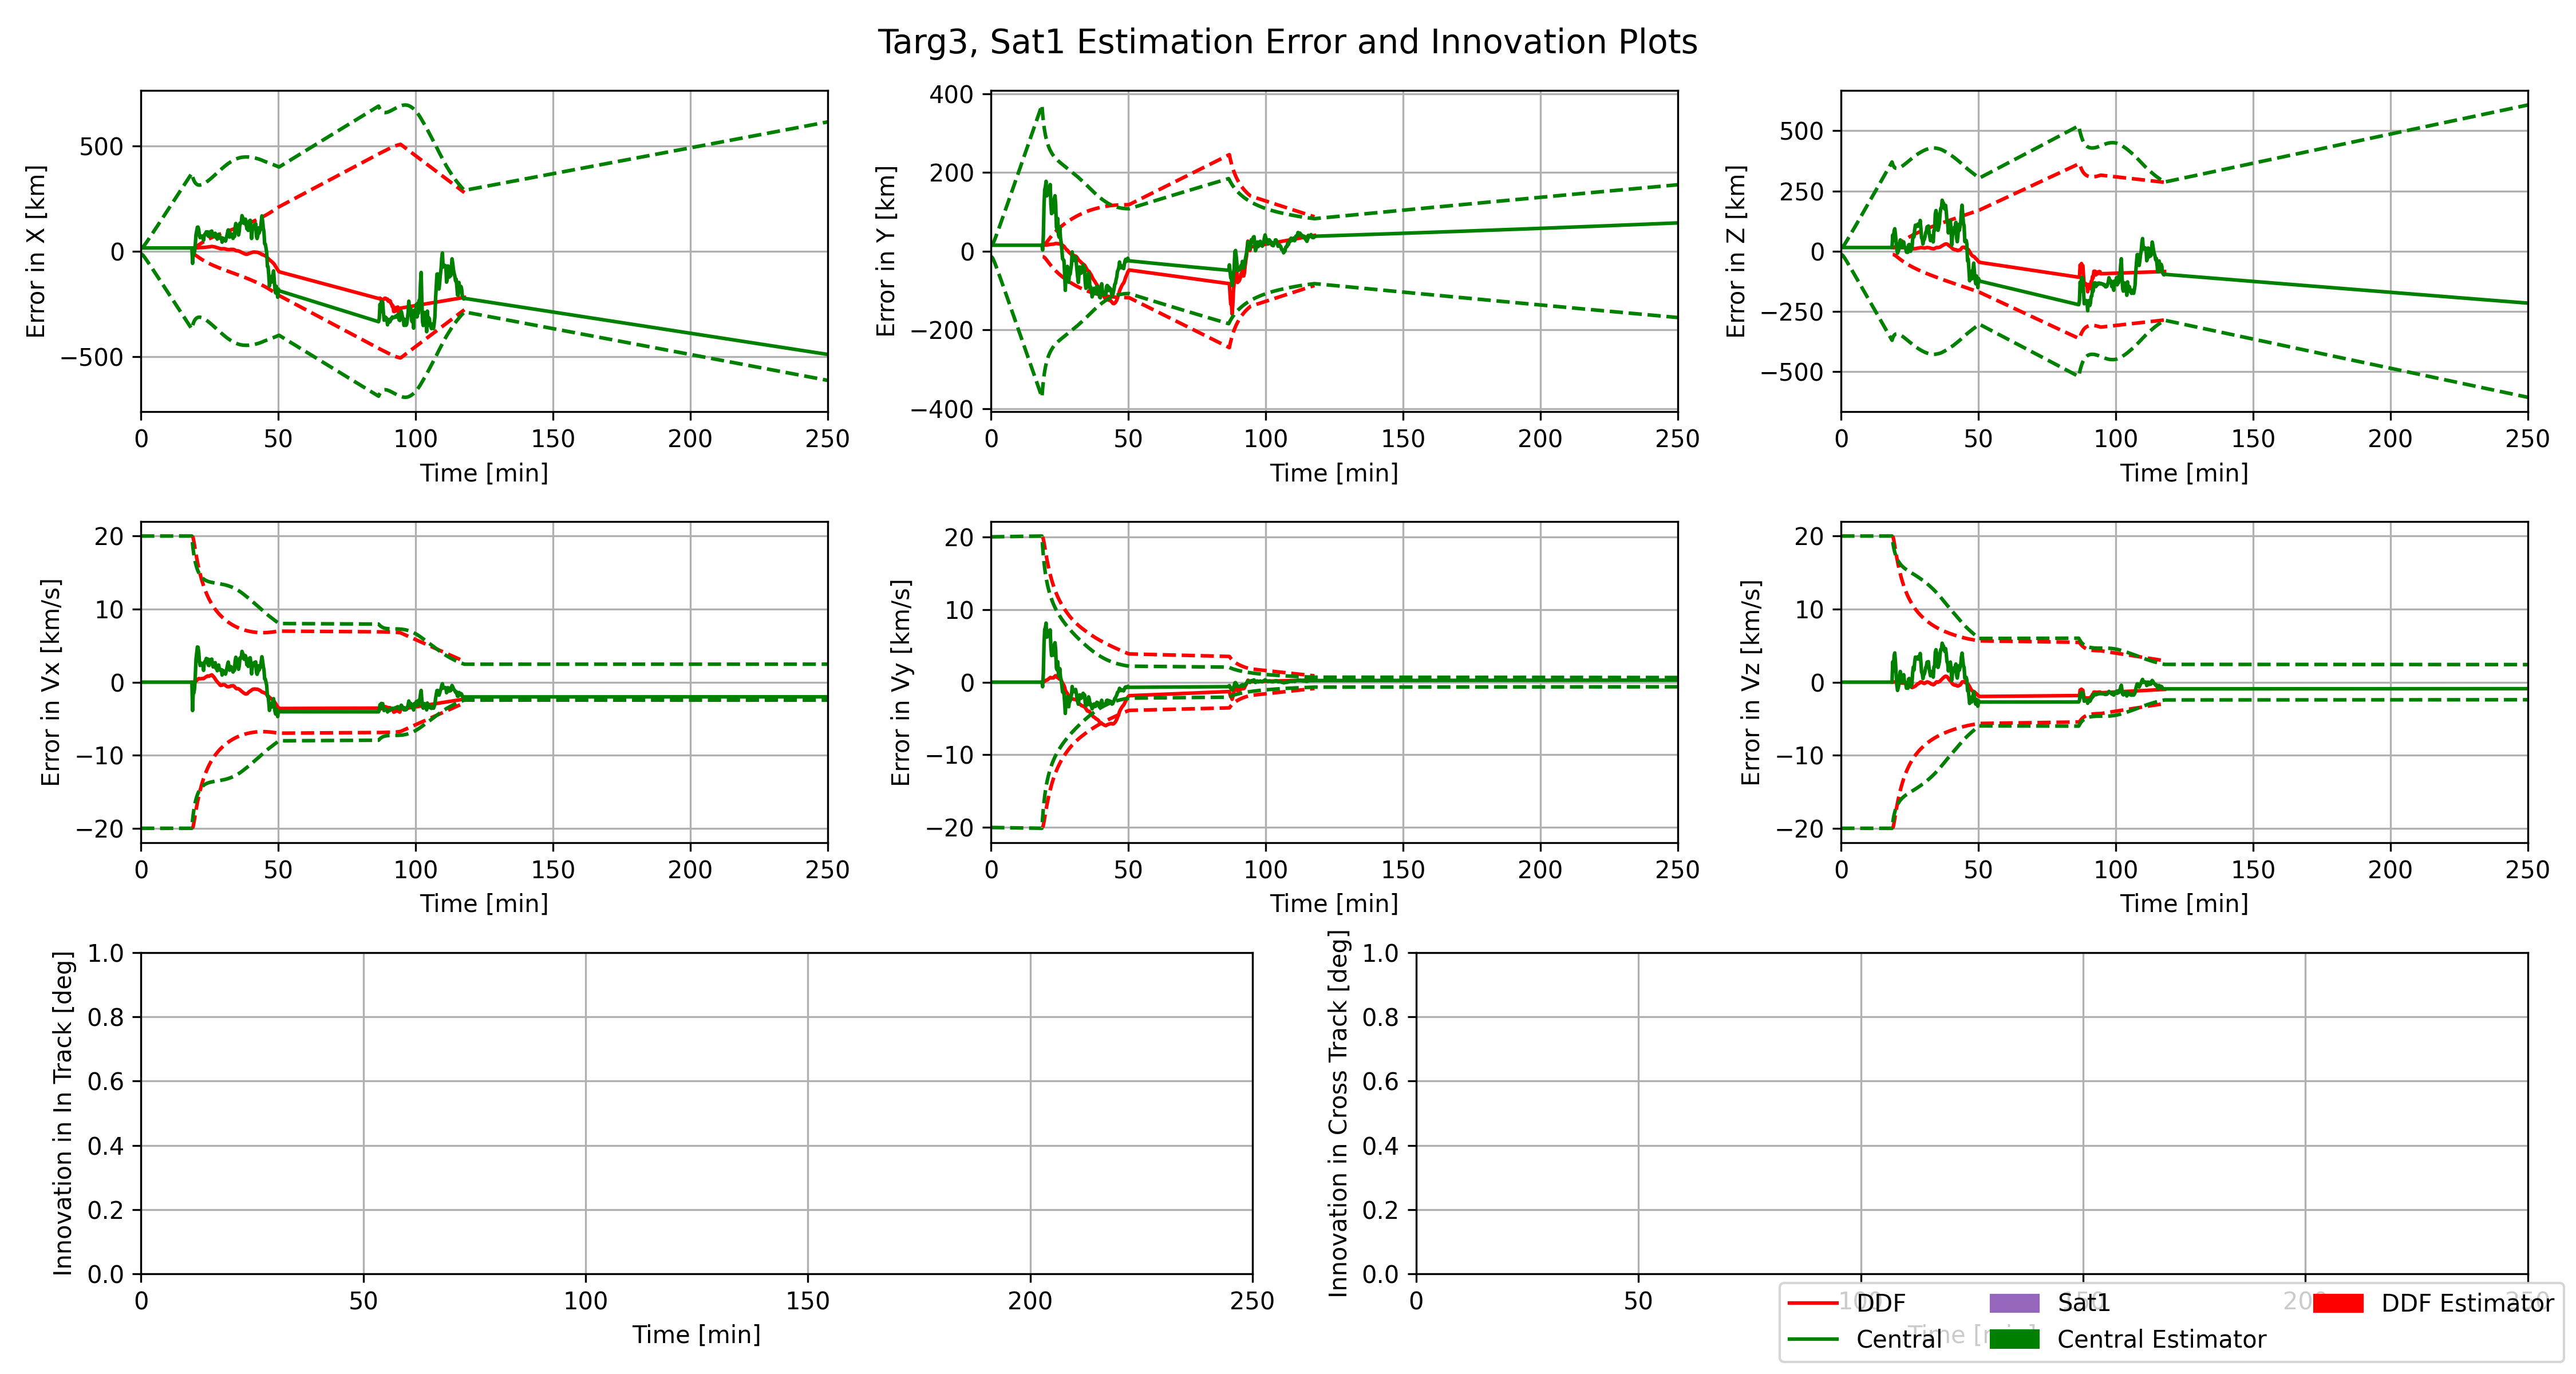 Targ3, Sat1 Estimation Error and Innovation Plots
Error in X [km]
500
0
−500
0 50 100 150 200 250
Time [min]
Error in Y [km]
400
200
0
−200
−400
0 50 100 150 200 250
Time [min]
Error in Z [km]
500
250
0
−250
−500
0 50 100 150 200 250
Time [min]
Error in Vx [km/s]
20
10
0
−10
−20
0 50 100 150 200 250
Time [min]
Error in Vy [km/s]
20
10
0
−10
−20
0 50 100 150 200 250
Time [min]
Error in Vz [km/s]
20
10
0
−10
−20
0 50 100 150 200 250
Time [min]
Innovation in In Track [deg]
1.0
0.8
0.6
0.4
0.2
0.0
0 50 100 150 200 250
Time [min]
Innovation in Cross Track [deg]
1.0
0.8
0.6
0.4
0.2
0.0
0 50 100 150 200 250
Time [min]
DDF Sat1 DDF Estimator
Central Central Estimator